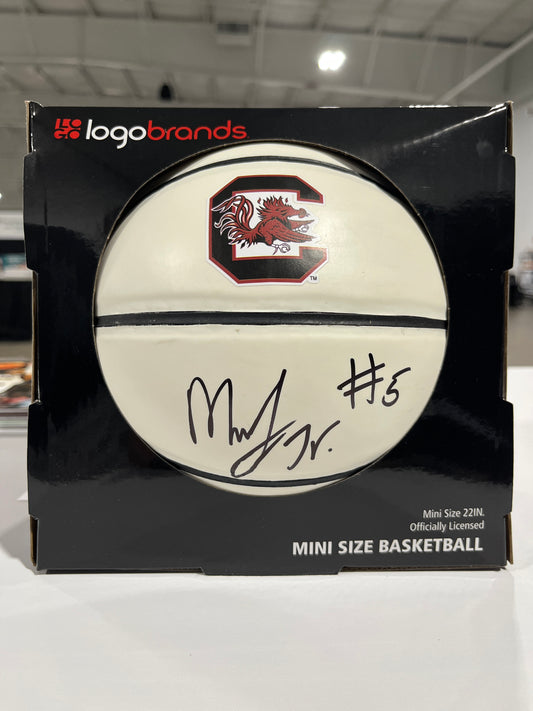 logobrands
TM
#5
Jr.
Mini Size 22IN.
Officially Licensed
MINI SIZE BASKETBALL